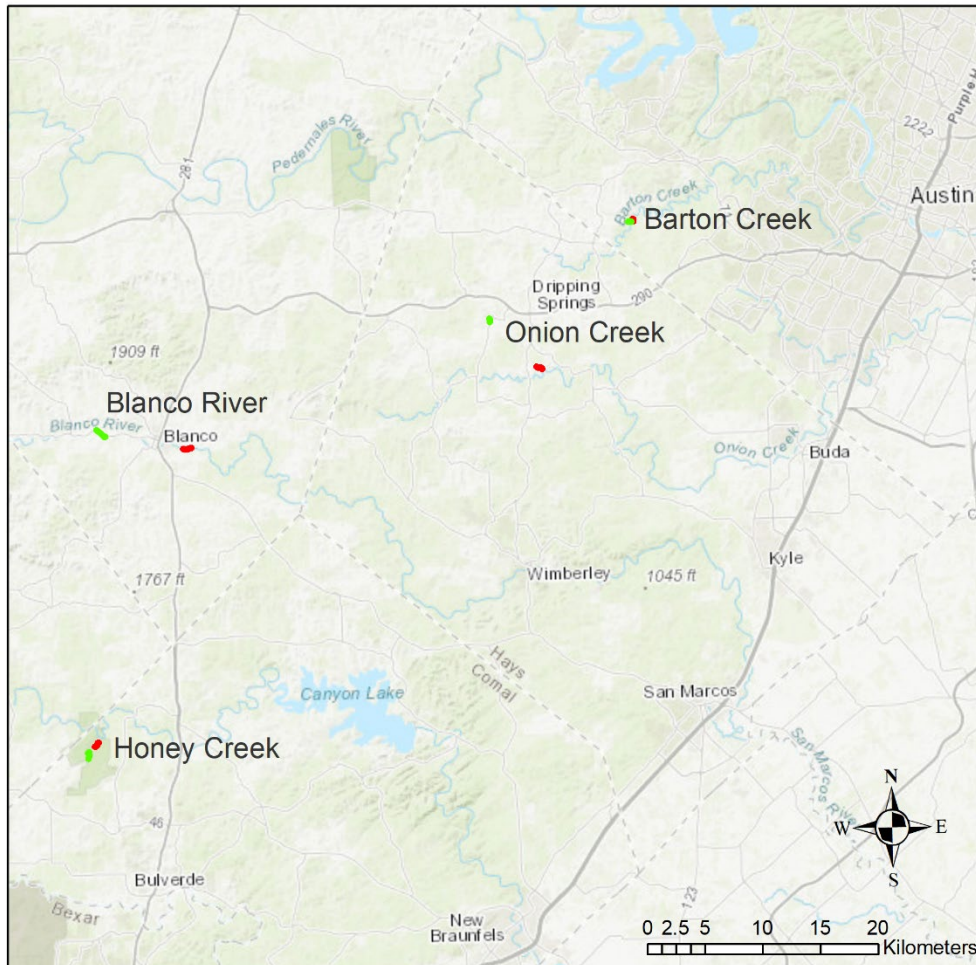 Purple H
2222
Pedernales River
281
Barton Creek
1
Austin
Barton Creek
183
Dripping
Springs
290
Onion Creek
1909 ft
Blanco River
Blanco River
Blanco
Onion Creek
Buda
Kyle
1767 ft
Wimberley
1045 ft
Hays
Comal
Canyon Lake
San Marcos
Honey Creek
San Marcos River
N
W
E
S
46
Bulverde
Bexar
123
New
Braunfels
0 2.5 5 10 15 20
Kilometers